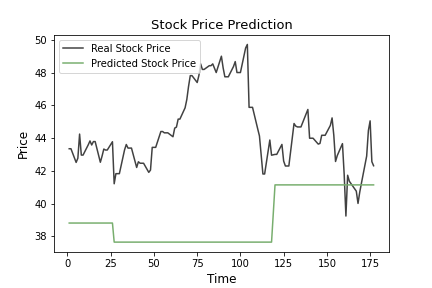 Stock Price Prediction
Real Stock Price
Predicted Stock Price
Price
50
48
46
44
42
40
38
0 25 50 75 100 125 150 175
Time